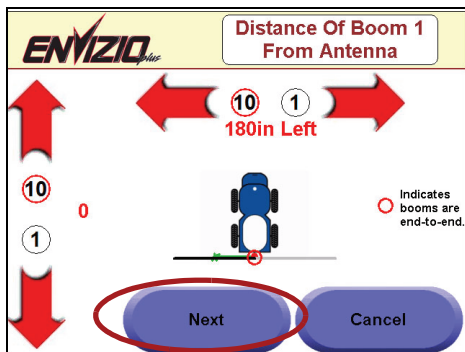 ENVIZIO plus
Distance Of Boom 1
From Antenna
10 1
180in Left
10
0
1
Indicates
booms are
end-to-end.
Next
Cancel